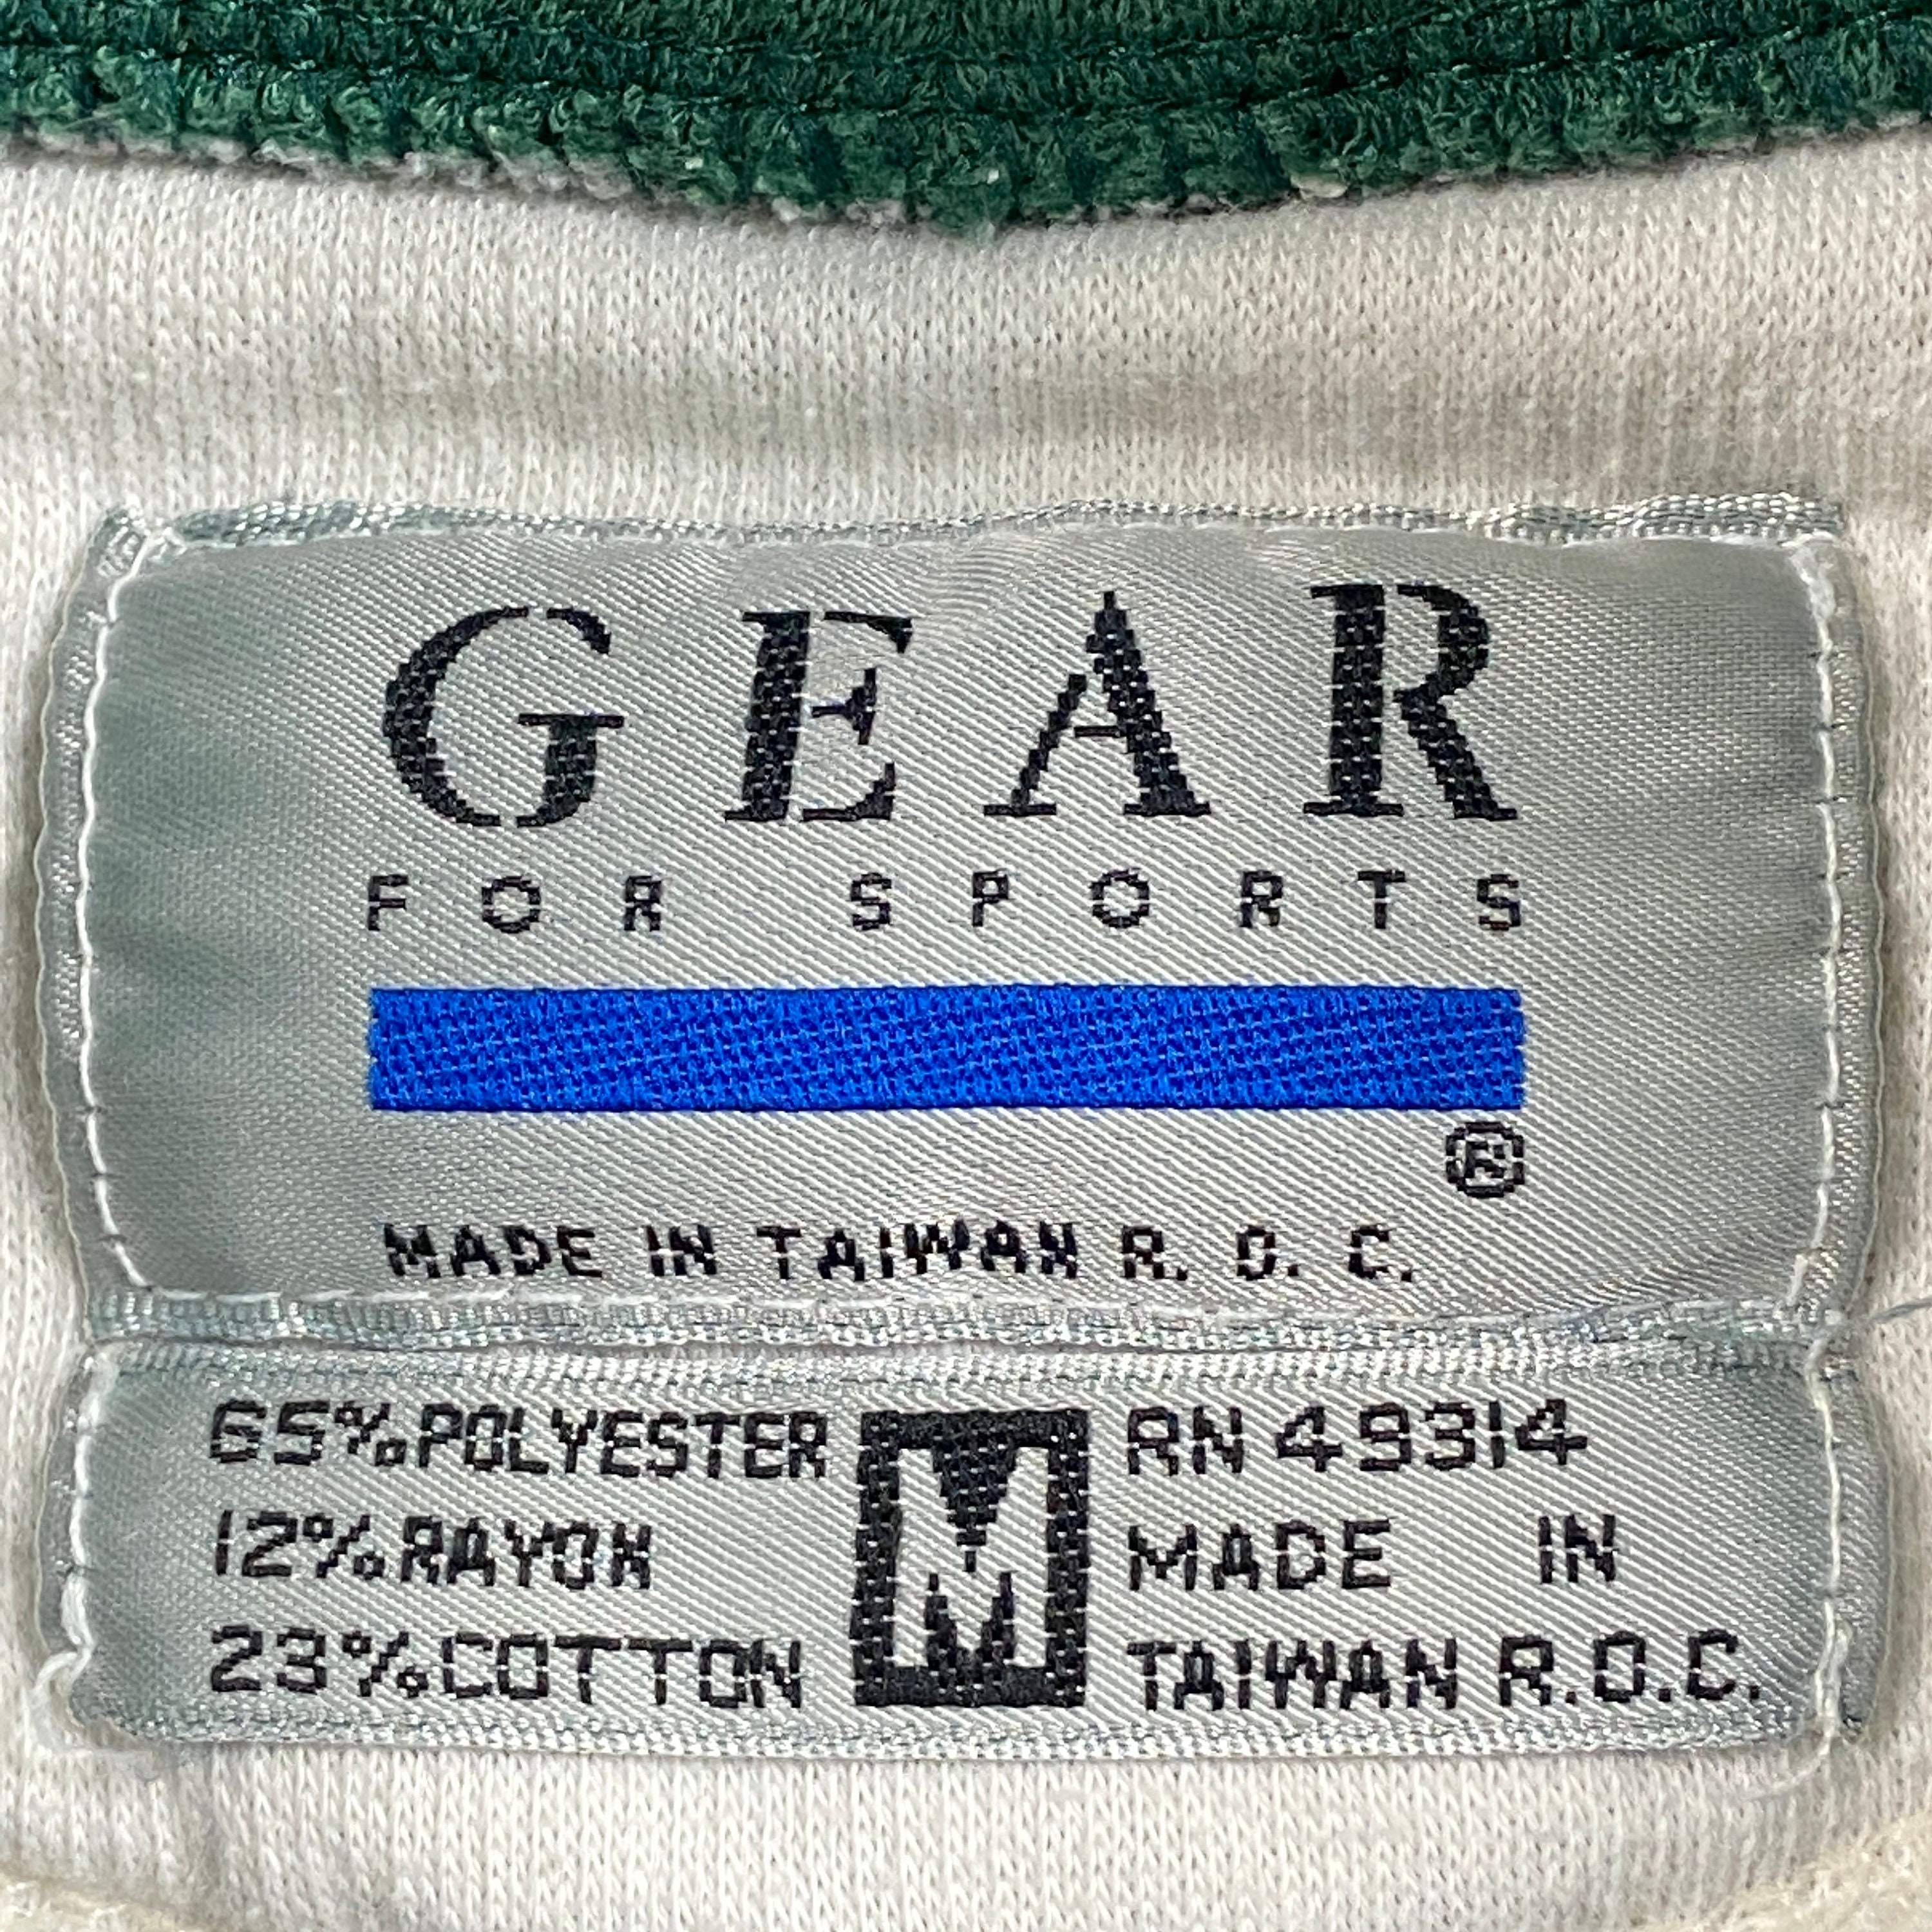 GEAR
FOR SPORTS
®
MADE IN TAIWAN R. O. C.
65%POLYESTER
12%RAYON
23%COTTON
M
RN 49314
MADE IN
TAIWAN R.O.C.